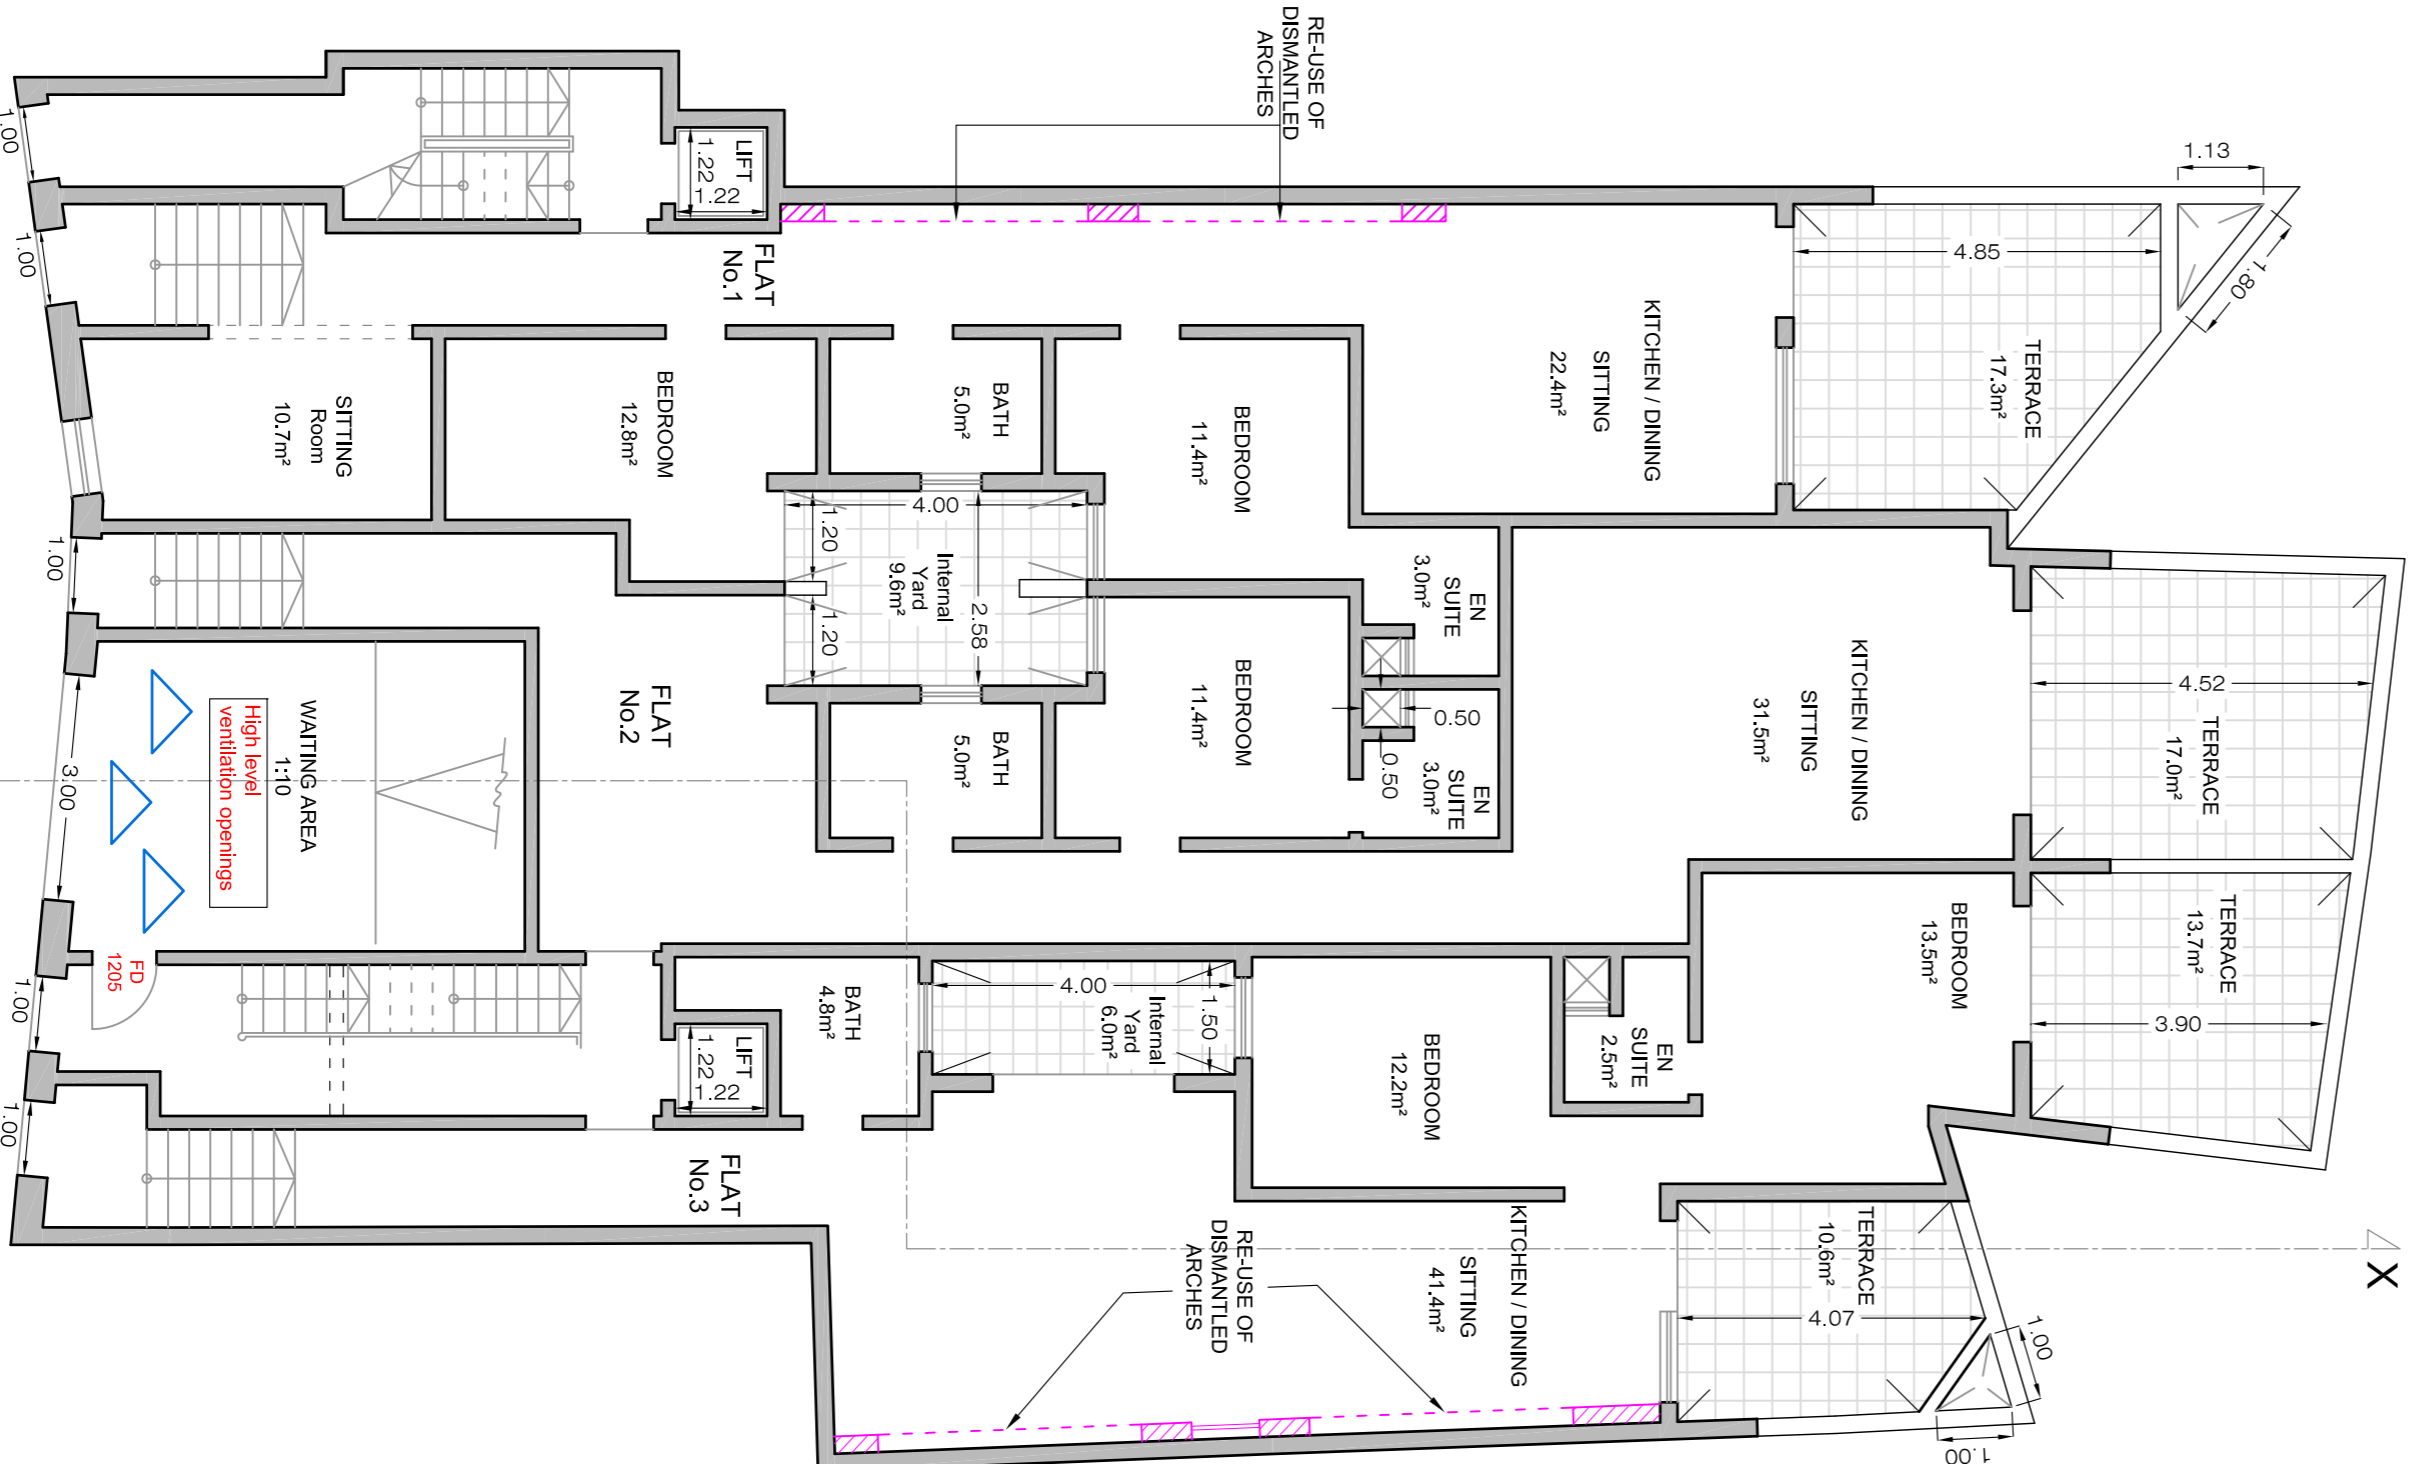 RE-USE OF
DISMANTLED
ARCHES
1.13
1.80
4.85
TERRACE
17.3m²
KITCHEN / DINING
SITTING
22.4m²
LIFT
1.22
1.22
FLAT
No.1
1.00
1.00
SITTING
Room
10.7m²
BEDROOM
12.8m²
BATH
5.0m²
BEDROOM
11.4m²
4.00
1.20
1.20
2.58
Internal
Yard
9.6m²
EN
SUITE
3.0m²
1.00
FLAT
No.2
BATH
5.0m²
BEDROOM
11.4m²
0.50
0.50
EN
SUITE
3.0m²
KITCHEN / DINING
SITTING
31.5m²
4.52
TERRACE
17.0m²
WAITING AREA
1:10
High level
ventilation openings
3.00
FD
1205
1.00
1.00
LIFT
1.22
1.22
BATH
4.8m²
4.00
1.50
Internal
Yard
6.0m²
BEDROOM
12.2m²
EN
SUITE
2.5m²
BEDROOM
13.5m²
TERRACE
13.7m²
3.90
FLAT
No.3
RE-USE OF
DISMANTLED
ARCHES
KITCHEN / DINING
SITTING
41.4m²
TERRACE
10.6m²
4.07
1.00
1.00
X